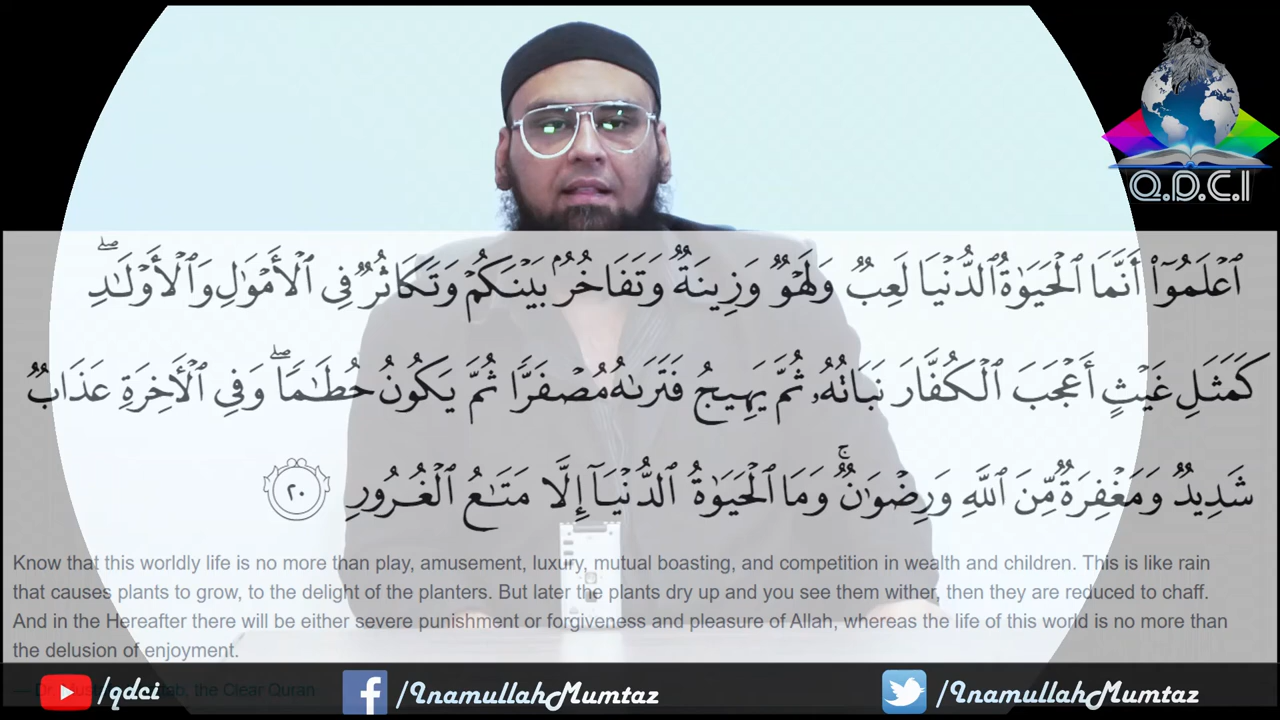 Q.D.C.I
ٱعْلَمُوٓا۟ أَنَّمَا ٱلْحَيَوٰةُ ٱلدُّنْيَا لَعِبٌ وَلَهْوٌ وَزِينَةٌ وَتَفَاخُرٌۢ بَيْنَكُمْ وَتَكَاثُرٌ فِى ٱلْأَمْوَٰلِ وَٱلْأَوْلَـٰدِ ۖ
كَمَثَلِ غَيْثٍ أَعْجَبَ ٱلْكُفَّارَ نَبَاتُهُۥ ثُمَّ يَهِيجُ فَتَرَىٰهُ مُصْفَرًّا ثُمَّ يَكُونُ حُطَـٰمًا ۖ وَفِى ٱلْـَٔاخِرَةِ عَذَابٌ
شَدِيدٌ وَمَغْفِرَةٌ مِّنَ ٱللَّهِ وَرِضْوَٰنٌ ۚ وَمَا ٱلْحَيَوٰةُ ٱلدُّنْيَآ إِلَّا مَتَـٰعُ ٱلْغُرُورِ ٢٠
Know that this worldly life is no more than play, amusement, luxury, mutual boasting, and competition in wealth and children. This is like rain
that causes plants to grow, to the delight of the planters. But later the plants dry up and you see them wither, then they are reduced to chaff.
And in the Hereafter there will be either severe punishment or forgiveness and pleasure of Allah, whereas the life of this world is no more than
the delusion of enjoyment.
the Clear Quran
/qdci /InamullahMumtaz /InamullahMumtaz